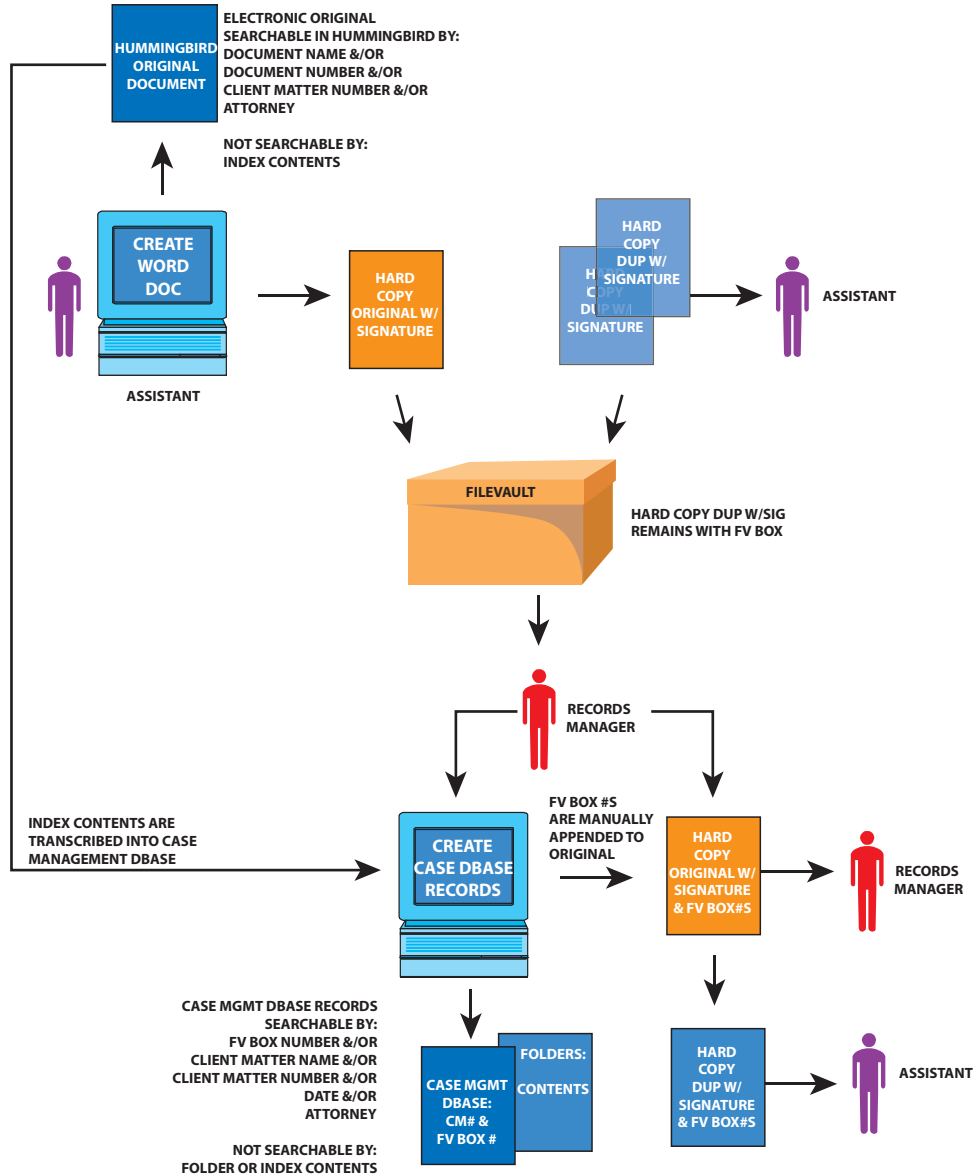 HUMMINGBIRD
ORIGINAL
DOCUMENT
ELECTRONIC ORIGINAL
SEARCHABLE IN HUMMINGBIRD BY:
DOCUMENT NAME &/OR
DOCUMENT NUMBER &/OR
CLIENT MATTER NUMBER &/OR
ATTORNEY
NOT SEARCHABLE BY:
INDEX CONTENTS
CREATE
WORD
DOC
ASSISTANT
HARD
COPY
ORIGINAL W/
SIGNATURE
HARD
COPY
DUP W/
SIGNATURE
HARD
COPY
DUP W/
SIGNATURE
ASSISTANT
FILEVAULT
HARD COPY DUP W/SIG
REMAINS WITH FV BOX
RECORDS
MANAGER
INDEX CONTENTS ARE
TRANSCRIBED INTO CASE
MANAGEMENT DBASE
CREATE
CASE DBASE
RECORDS
FV BOX #S
ARE MANUALLY
APPENDED TO
ORIGINAL
HARD
COPY
ORIGINAL W/
SIGNATURE
& FV BOX#S
RECORDS
MANAGER
CASE MGMT DBASE RECORDS
SEARCHABLE BY:
FV BOX NUMBER &/OR
CLIENT MATTER NAME &/OR
CLIENT MATTER NUMBER &/OR
DATE &/OR
ATTORNEY
NOT SEARCHABLE BY:
FOLDER OR INDEX CONTENTS
CASE MGMT
DBASE:
CM# &
FV BOX #
FOLDERS:
CONTENTS
HARD
COPY
DUP W/
SIGNATURE
& FV BOX#S
ASSISTANT